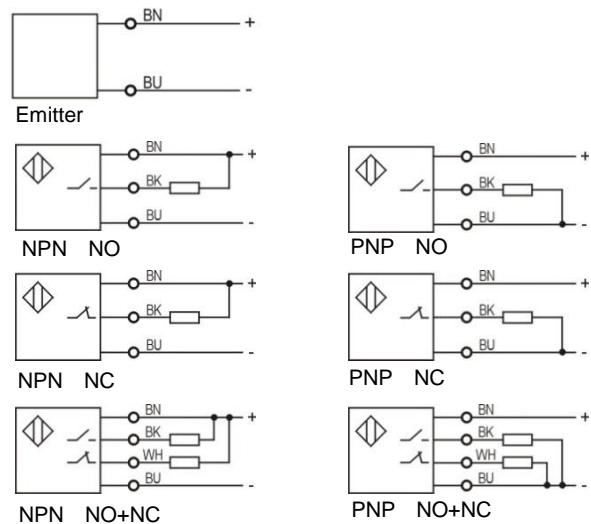 BN +
BU -
Emitter
BN +
BK
BU -
NPN NO
BN +
BK
BU -
PNP NO
BN +
BK
BU -
NPN NC
BN +
BK
BU -
PNP NC
BN +
BK
WH
BU -
NPN NO+NC
BN +
BK
WH
BU -
PNP NO+NC